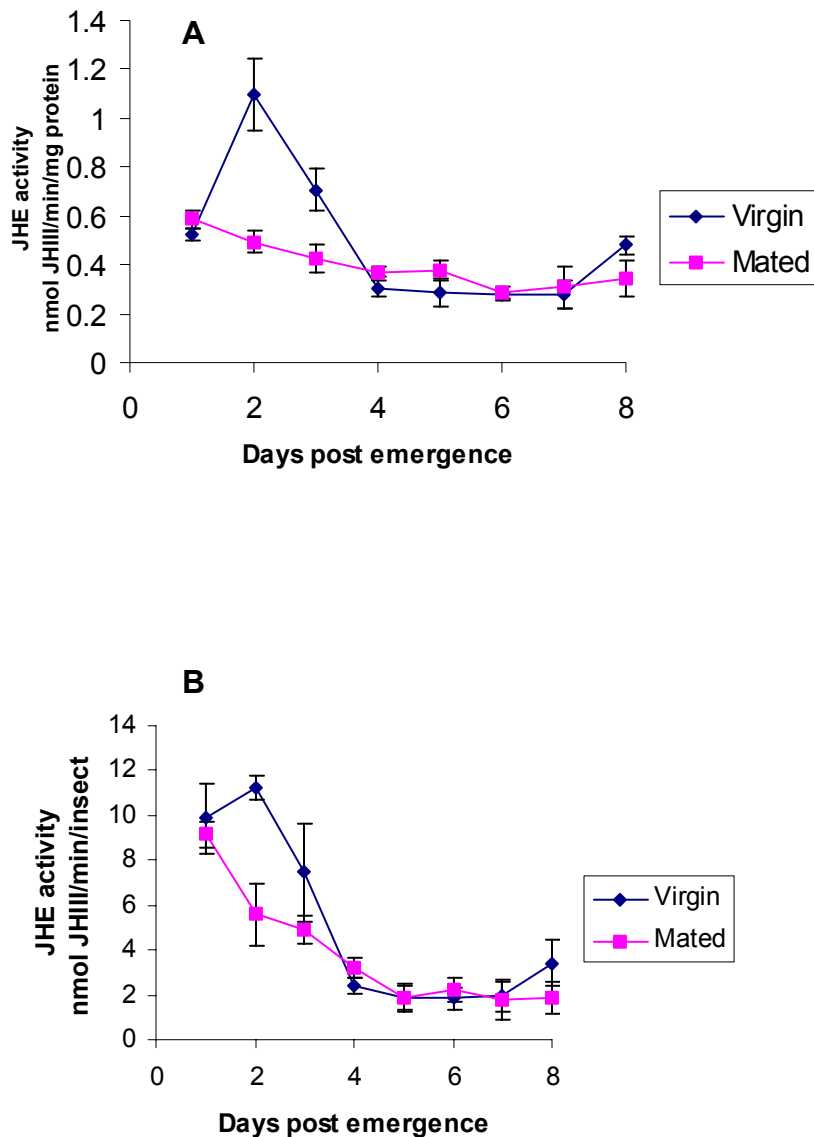 A
1.4
1.2
1
0.8
0.6
0.4
0.2
0
JHE activity
nmol JHIII/min/mg protein
0 2 4 6 8
Days post emergence
Virgin
Mated
B
14
12
10
8
6
4
2
0
JHE activity
nmol JHIII/min/insect
0 2 4 6 8
Days post emergence
Virgin
Mated